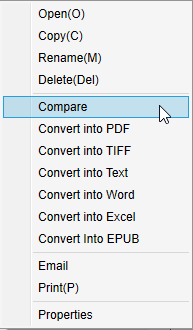 Open(O)
Copy(C)
Rename(M)
Delete(Del)
Compare
Convert into PDF
Convert into TIFF
Convert into Text
Convert into Word
Convert into Excel
Convert Into EPUB
Email
Print(P)
Properties